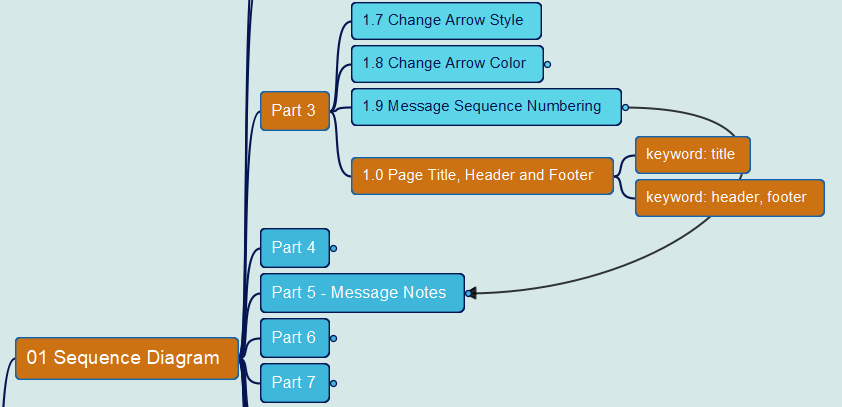 1.7 Change Arrow Style
1.8 Change Arrow Color
Part 3
1.9 Message Sequence Numbering
keyword: title
1.0 Page Title, Header and Footer
keyword: header, footer
Part 4
Part 5 - Message Notes
Part 6
01 Sequence Diagram
Part 7